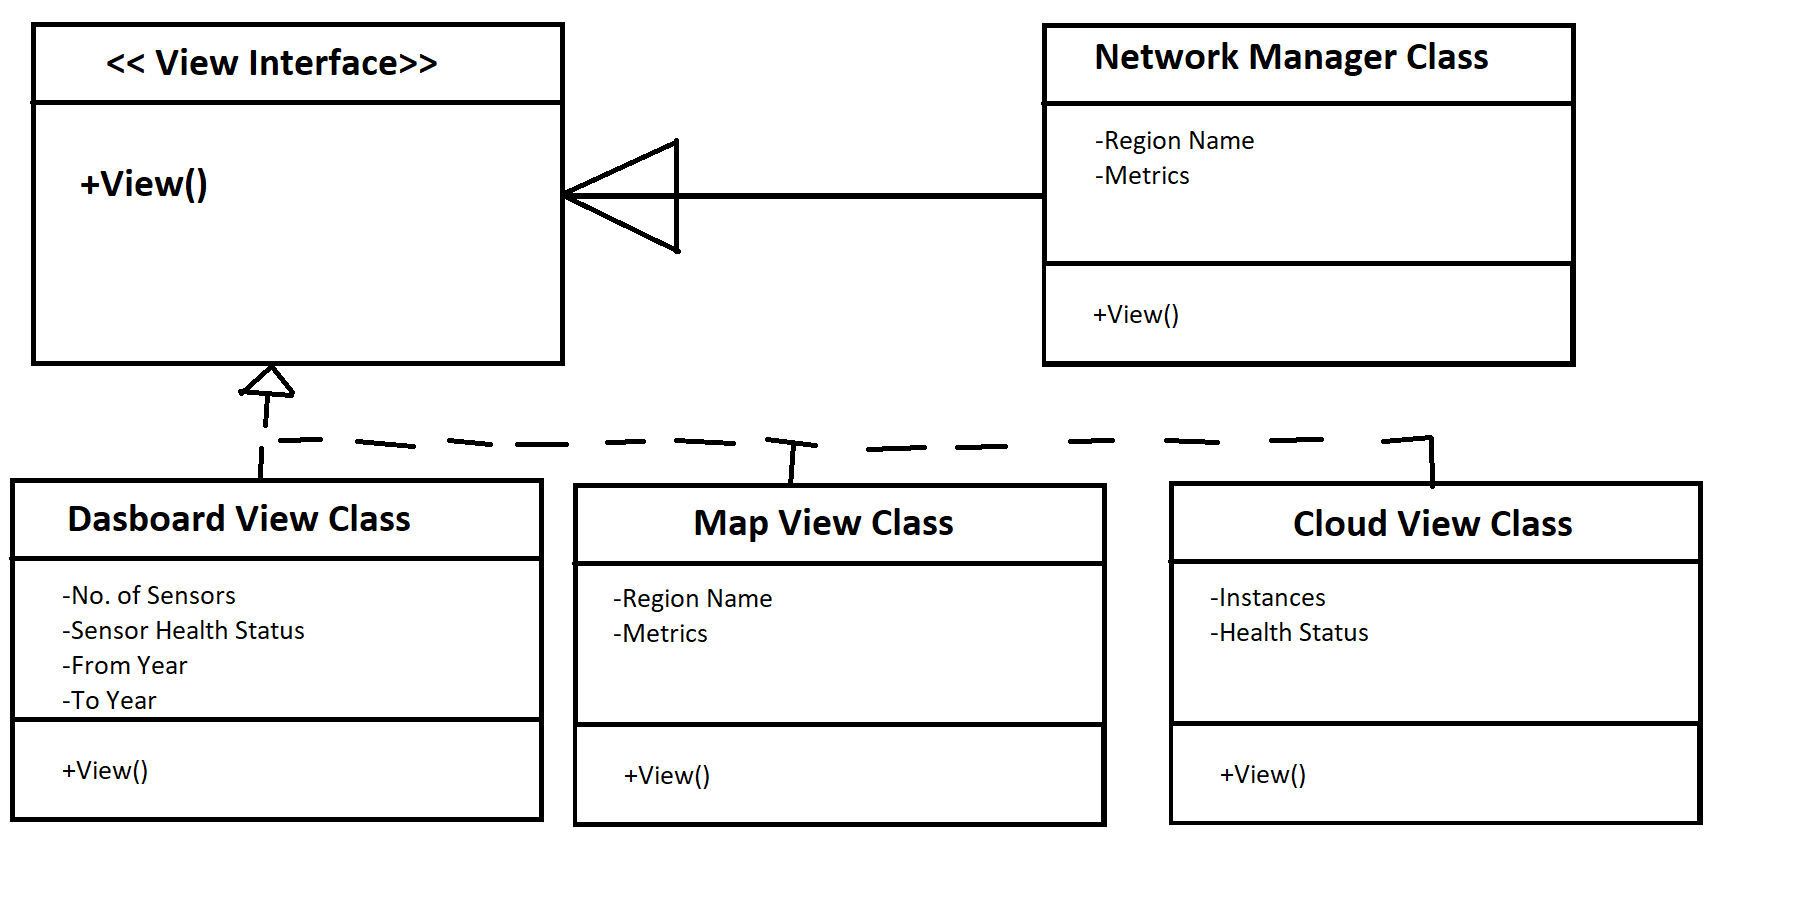 << View Interface>>
+View()
Network Manager Class
-Region Name
-Metrics
+View()
Dasboard View Class
-No. of Sensors
-Sensor Health Status
-From Year
-To Year
+View()
Map View Class
-Region Name
-Metrics
+View()
Cloud View Class
-Instances
-Health Status
+View()